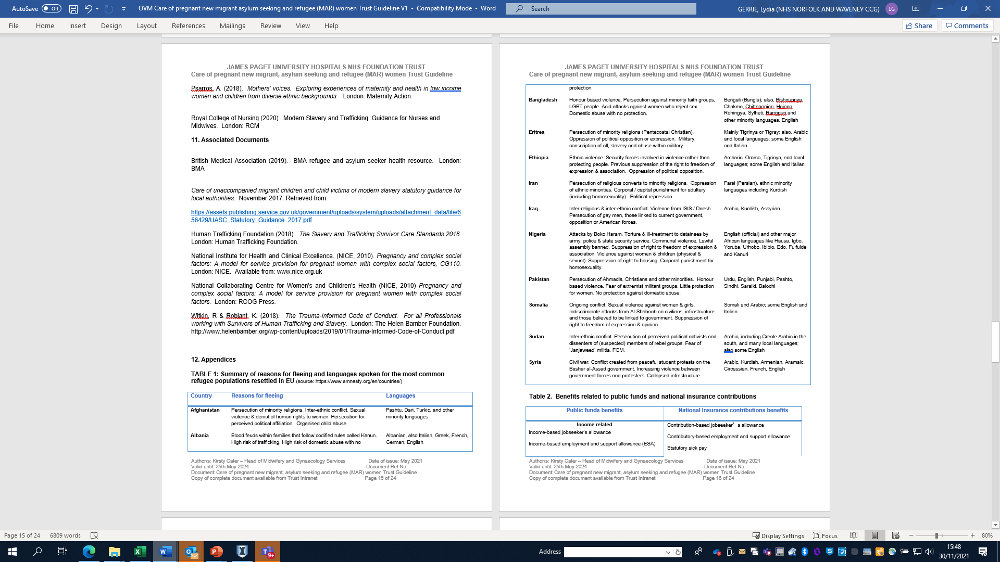 AutoSave Off OVM Care of pregnant new migrant asylum seeking and refugee (MAR) women Trust Guideline V1 - Compatibility Mode - Word Search GERRIE, Lydia (NHS NORFOLK AND WAVENEY CCG) LG
File Home Insert Design Layout References Mailings Review View Help Share Comments
JAMES PAGET UNIVERSITY HOSPITALS NHS FOUNDATION TRUST
Care of pregnant new migrant, asylum seeking and refugee (MAR) women Trust Guideline
Psarros, A. (2018). Mothers' voices. Exploring experiences of maternity and health in low income
women and children from diverse ethnic backgrounds. London: Maternity Action.
Royal College of Nursing (2020). Modern Slavery and Trafficking. Guidance for Nurses and
Midwives. London: RCM
11. Associated Documents
British Medical Association (2019). BMA refugee and asylum seeker health resource. London:
BMA
Care of unaccompanied migrant children and child victims of modern slavery statutory guidance for
local authorities. November 2017. Retrieved from:
https://assets.publishing.service.gov.uk/government/uploads/system/uploads/attachment_data/file/6
56429/UASC_Statutory_Guidance_2017.pdf
Human Trafficking Foundation (2018). The Slavery and Trafficking Survivor Care Standards 2018.
London: Human Trafficking Foundation.
National Institute for Health and Clinical Excellence. (NICE, 2010). Pregnancy and complex social
factors: A model for service provision for pregnant women with complex social factors, CG110.
London: NICE. Available from: www.nice.org.uk
National Collaborating Centre for Women's and Children's Health (NICE, 2010) Pregnancy and
complex social factors: A model for service provision for pregnant women with complex social
factors. London: RCOG Press.
Witkin, R & Robjant, K. (2018). The Trauma-Informed Code of Conduct. For all Professionals
working with Survivors of Human Trafficking and Slavery. London: The Helen Bamber Foundation.
http://www.helenbamber.org/wp-content/uploads/2019/01/Trauma-Informed-Code-of-Conduct.pdf
12. Appendices
TABLE 1: Summary of reasons for fleeing and languages spoken for the most common
refugee populations resettled in EU (source: https://www.amnesty.org/en/countries/)
Country Reasons for fleeing Languages
Afghanistan Persecution of minority religions. Inter-ethnic conflict. Sexual Pashtu, Dari, Turkic, and other
violence & denial of human rights to women. Persecution for minority languages
perceived political affiliation. Organised child abuse.
Albania Blood feuds within families that follow codified rules called Kanun. Albanian, also Italian, Greek, French,
High risk of trafficking. High risk of domestic abuse with no German, English
Author/s: Kirsty Cater – Head of Midwifery and Gynaecology Services Date of issue: May 2021
Valid until: 25th May 2024 Document Ref No:
Document: Care of pregnant new migrant, asylum seeking and refugee (MAR) women Trust Guideline
Copy of complete document available from Trust Intranet Page 15 of 24
JAMES PAGET UNIVERSITY HOSPITALS NHS FOUNDATION TRUST
Care of pregnant new migrant, asylum seeking and refugee (MAR) women Trust Guideline
protection.
Bangladesh Honour based violence. Persecution against minority faith groups, Bengali (Bangla); also, Bishnupriya,
LGBT people. Acid attacks against women who reject sex. Chakma, Chittagonian, Hajong,
Domestic abuse with no protection. Rohingya, Sylheti, Rangpuri and
other minority languages. English
Eritrea Persecution of minority religions (Pentecostal Christian). Mainly Tigrinya or Tigray; also, Arabic
Oppression of political opposition or expression. Military and local languages; some English
conscription of all, slavery and abuse within military. and Italian
Ethiopia Ethnic violence. Security forces involved in violence rather than Amharic, Oromo, Tigrinya, and local
protecting people. Previous suppression of the right to freedom of languages; some English and Italian
expression & association. Oppression of political opposition.
Iran Persecution of religious converts to minority religions. Oppression Farsi (Persian), ethnic minority
of ethnic minorities. Corporal / capital punishment for adultery languages including Kurdish
(including homosexuality). Political repression.
Iraq Inter-religious & inter-ethnic conflict. Violence from ISIS / Daesh. Arabic, Kurdish, Assyrian
Persecution of gay men, those linked to current government,
opposition or American forces.
Nigeria Attacks by Boko Haram. Torture & ill-treatment to detainees by English (official) and other major
army, police & state security service. Communal violence. Lawful African languages like Hausa, Igbo,
assembly banned. Suppression of right to freedom of expression & Yoruba, Urhobo, Ibibio, Edo, Fulfulde
association. Violence against women & children (physical & and Kanuri
sexual). Suppression of right to housing. Corporal punishment for
homosexuality.
Pakistan Persecution of Ahmadis, Christians and other minorities. Honour Urdu, English, Punjabi, Pashto,
based violence. Fear of extremist militant groups. Little protection Sindhi, Saraiki, Balochi
for women. No protection against domestic abuse.
Somalia Ongoing conflict. Sexual violence against women & girls. Somali and Arabic; some English and
Indiscriminate attacks from Al-Shabaab on civilians, infrastructure Italian
and those believed to be linked to government. Suppression of
right to freedom of expression & opinion.
Sudan Inter-ethnic conflict. Persecution of perceived political activists and Arabic, including Creole Arabic in the
dissenters of (suspected) members of rebel groups. Fear of south, and many local languages;
'Janjaweed' militia. FGM. also some English
Syria Civil war. Conflict created from peaceful student protests on the Arabic, Kurdish, Armenian, Aramaic,
Bashar al-Assad government. Increasing violence between Circassian, French, English
government forces and protesters. Collapsed infrastructure.
Table 2. Benefits related to public funds and national insurance contributions
Public funds benefits National Insurance contributions benefits
Income related Contribution-based jobseeker' s allowance
Income-based jobseeker's allowance
Contributory-based employment and support allowance
Income-based employment and support allowance (ESA)
Statutory sick pay
Author/s: Kirsty Cater – Head of Midwifery and Gynaecology Services Date of issue: May 2021
Valid until: 25th May 2024 Document Ref No:
Document: Care of pregnant new migrant, asylum seeking and refugee (MAR) women Trust Guideline
Copy of complete document available from Trust Intranet Page 16 of 24
Page 15 of 24 6809 words Display Settings Focus 80%
Address 15:48
30/11/2021